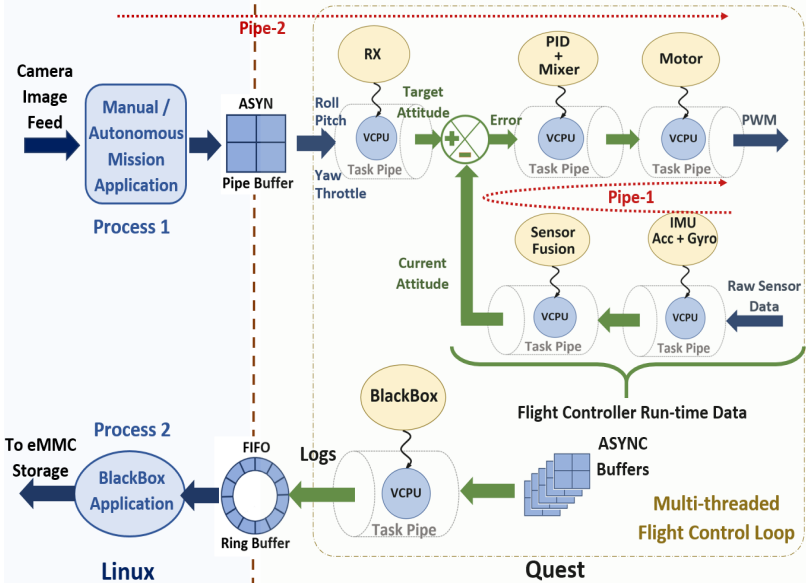 Pipe-2
Camera
Image
Feed
Manual /
Autonomous
Mission
Application
Process 1
ASYN
Pipe Buffer
Roll
Pitch
Yaw
Throttle
RX
VCPU
Task Pipe
Target
Attitude
+
-
Error
PID
+
Mixer
VCPU
Task Pipe
Motor
VCPU
Task Pipe
PWM
Pipe-1
Sensor
Fusion
VCPU
Task Pipe
IMU
Acc + Gyro
VCPU
Task Pipe
Raw Sensor
Data
Current
Attitude
Flight Controller Run-time Data
BlackBox
VCPU
Task Pipe
ASYNC
Buffers
Logs
FIFO
Ring Buffer
Process 2
BlackBox
Application
To eMMC
Storage
Multi-threaded
Flight Control Loop
Linux
Quest